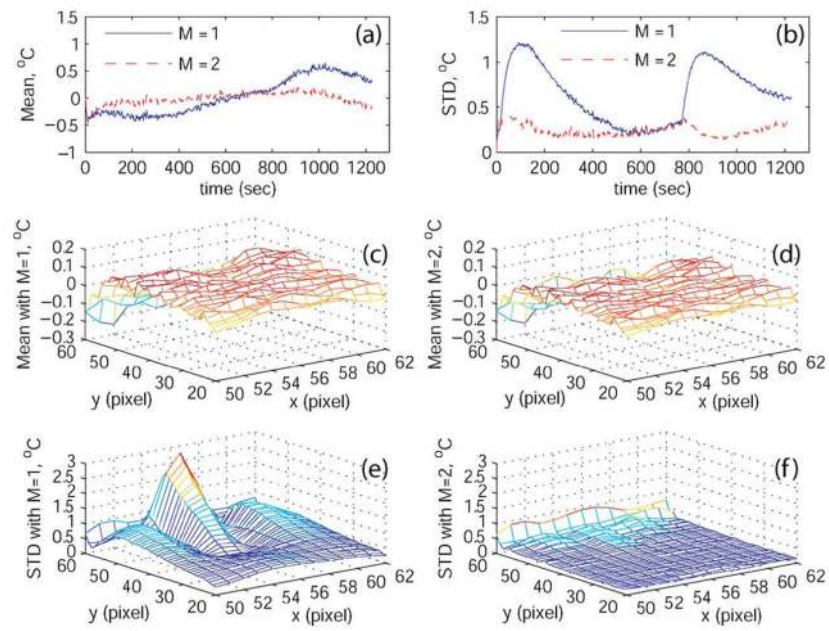 M = 1
M = 2
(a)
Mean, °C
1
0.5
0
−0.5
−1
0 200 400 600 800 1000 1200
time (sec)
M = 1
M = 2
(b)
STD, °C
1.5
1
0.5
0
0 200 400 600 800 1000 1200
time (sec)
(c)
Mean with M=1, °C
0.2
0.1
0
−0.1
−0.2
−0.3
60 50 40 30 20
y (pixel)
50 52 54 56 58 60 62
x (pixel)
(d)
Mean with M=2, °C
0.2
0.1
0
−0.1
−0.2
−0.3
60 50 40 30 20
y (pixel)
50 52 54 56 58 60 62
x (pixel)
(e)
STD with M=1, °C
3
2.5
2
1.5
1
0.5
0
60 50 40 30 20
y (pixel)
50 52 54 56 58 60 62
x (pixel)
(f)
STD with M=2, °C
3
2.5
2
1.5
1
0.5
0
60 50 40 30 20
y (pixel)
50 52 54 56 58 60 62
x (pixel)